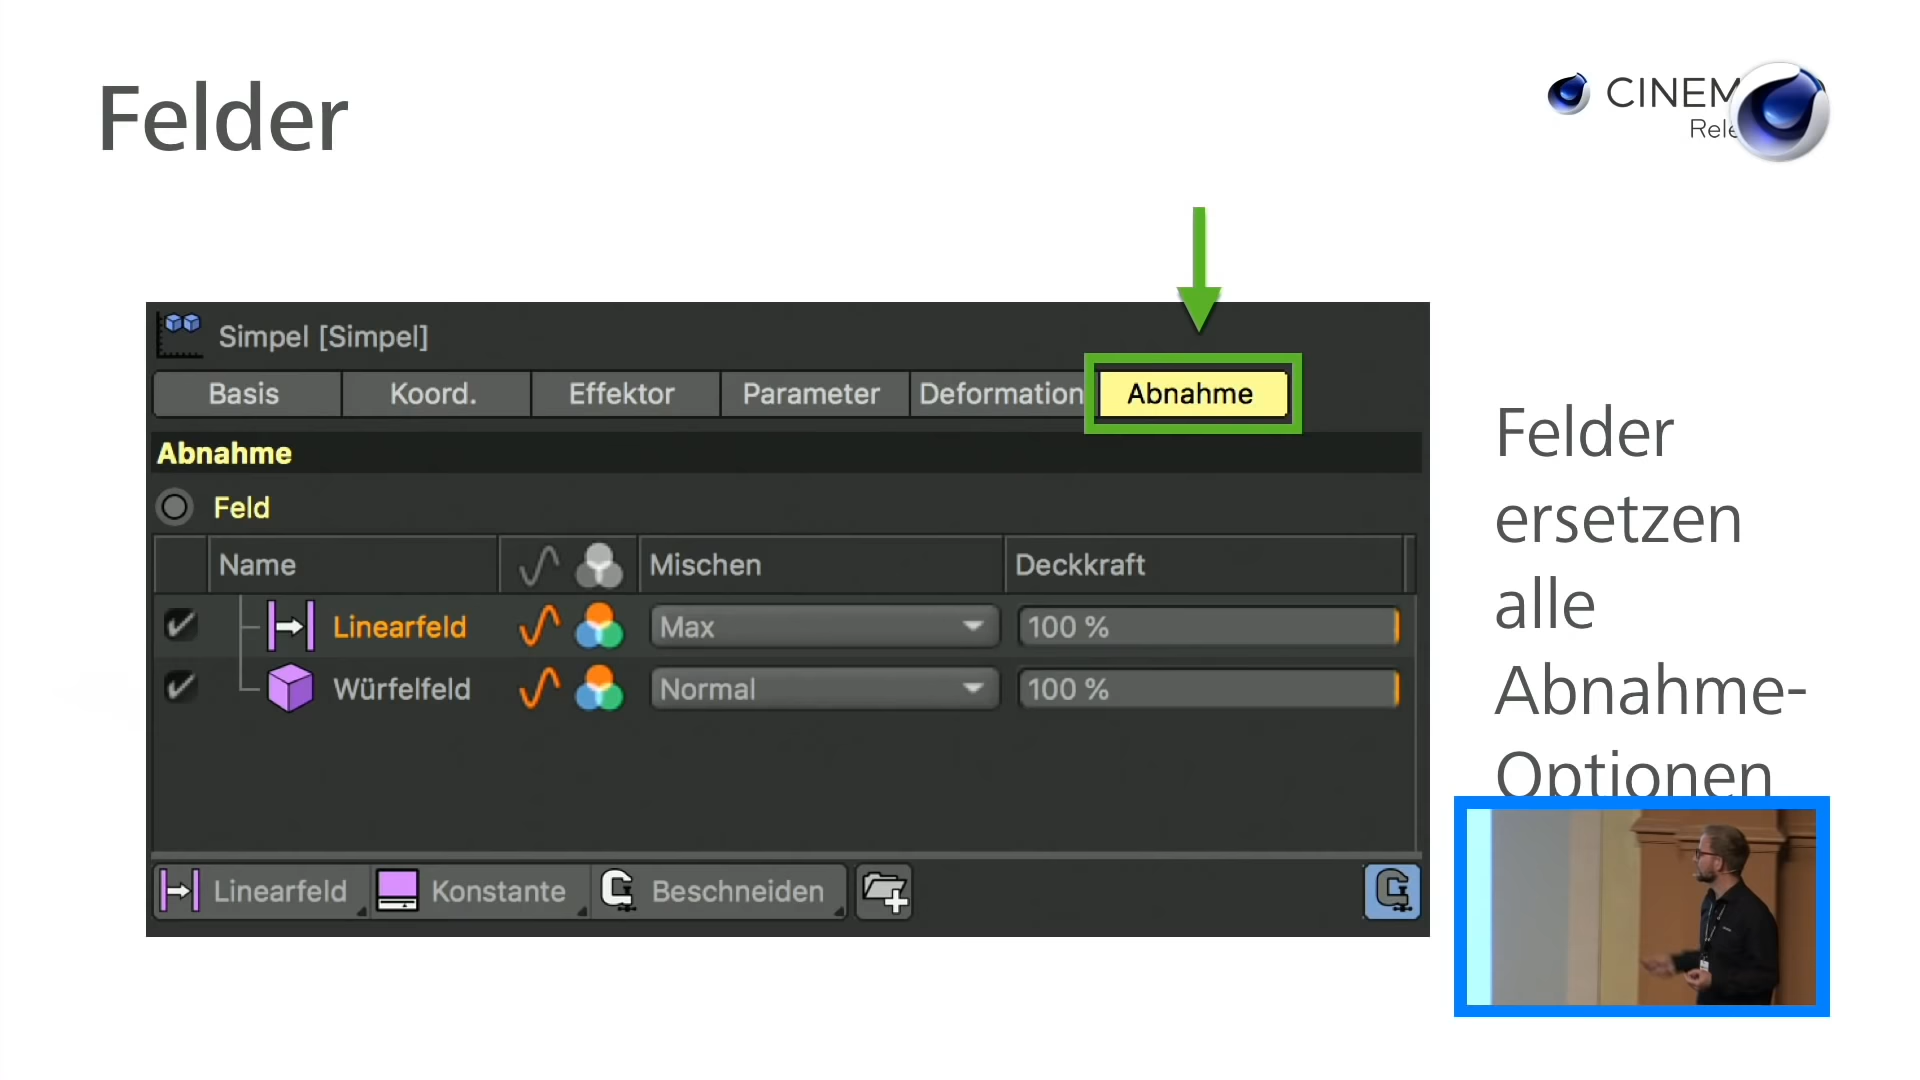 Felder
CINEM
Rele
Simpel [Simpel]
Basis Koord. Effektor Parameter Deformation Abnahme
Abnahme
Feld
Name Mischen Deckkraft
Linearfeld Max 100 %
Würfelfeld Normal 100 %
Linearfeld Konstante Beschneiden
Felder
ersetzen
alle
Abnahme-
Optionen